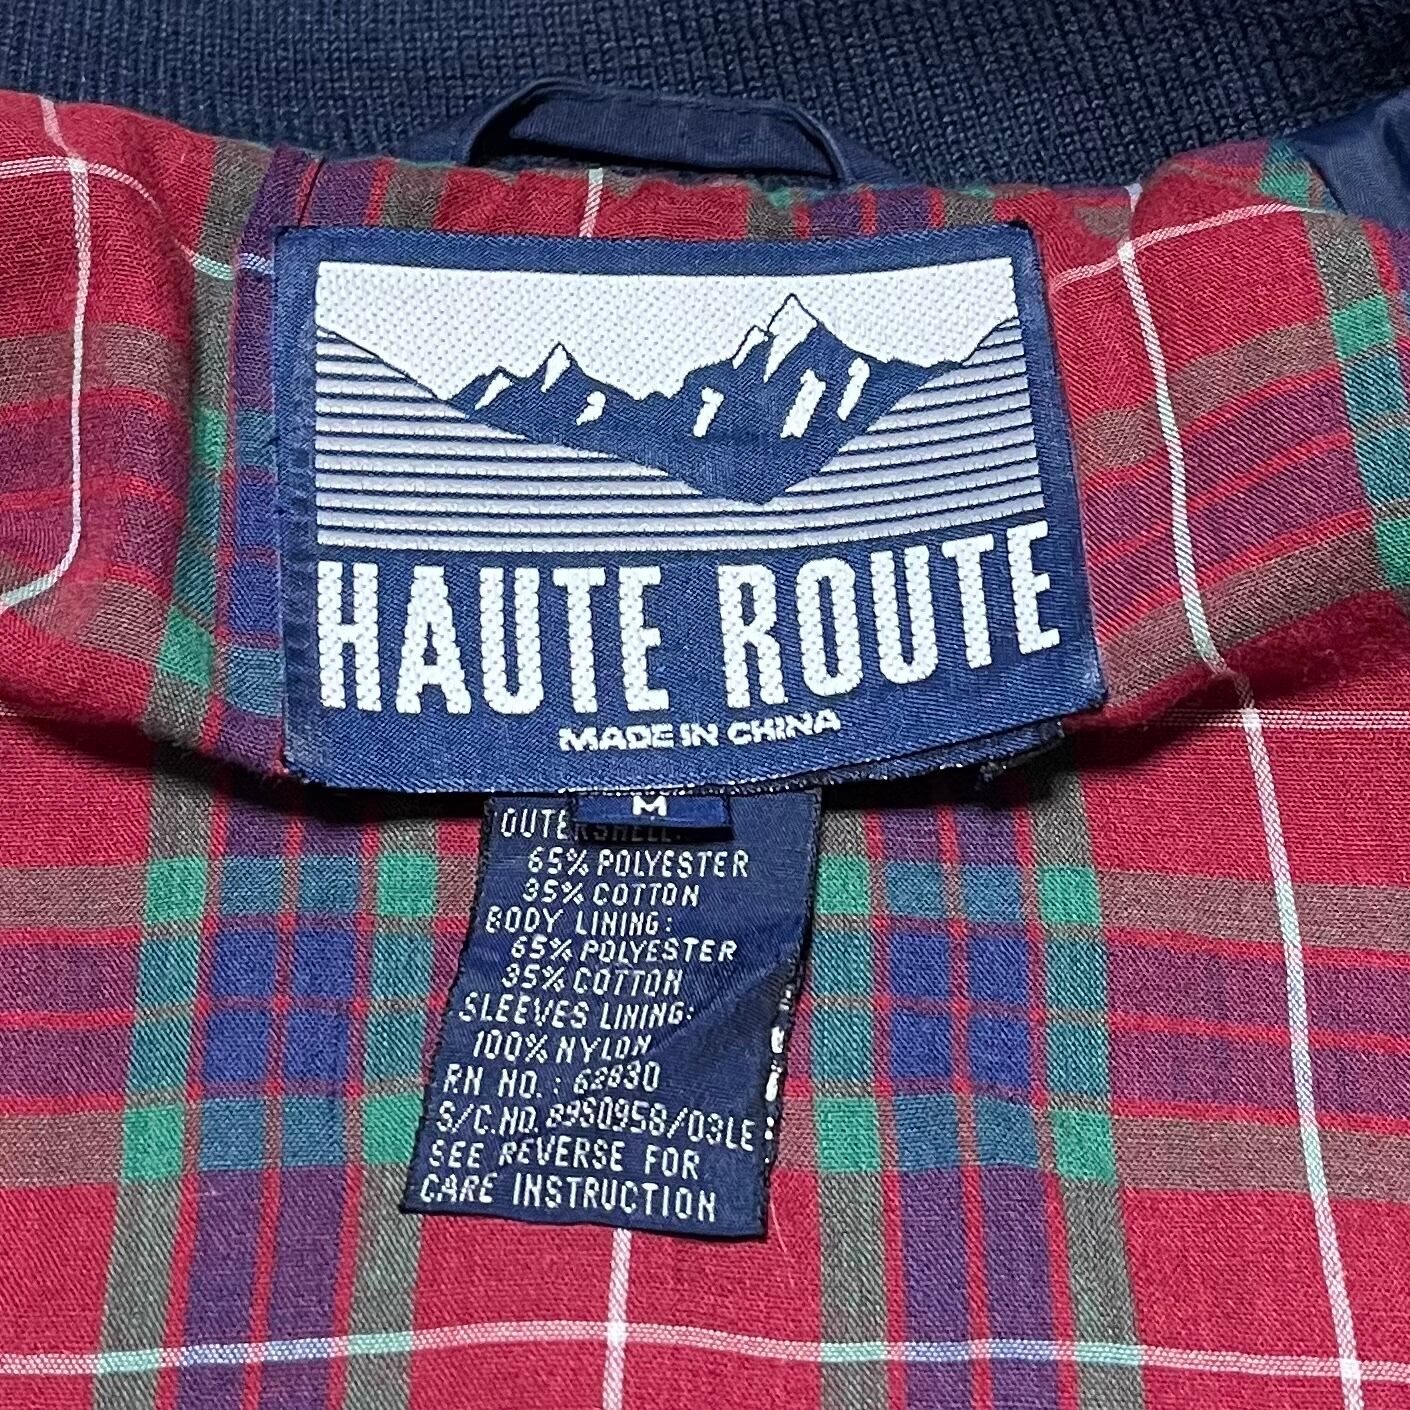 HAUTE ROUTE
MADE IN CHINA
M
OUTERSHELL:
65% POLYESTER
35% COTTON
BODY LINING:
65% POLYESTER
35% COTTON
SLEEVES LINING:
100% NYLON
RN NO.: 62830
S/C.NO. 8950958/03LE
SEE REVERSE FOR
CARE INSTRUCTION